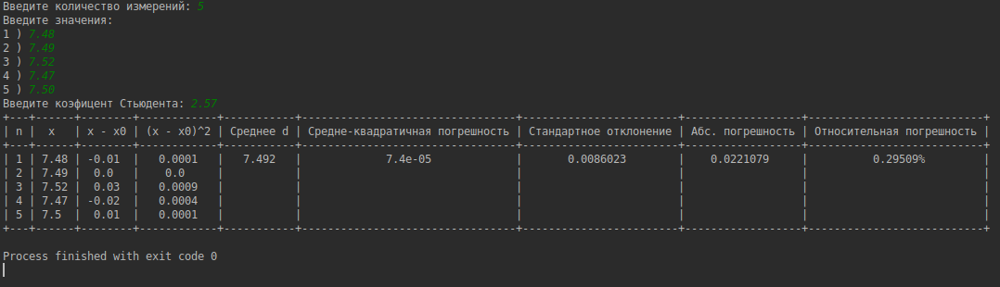 Введите количество измерений: 5
Введите значения:
1 ) 7.48
2 ) 7.49
3 ) 7.52
4 ) 7.47
5 ) 7.50
Введите коэфицент Стьюдента: 2.57
+---+------+--------+-----------+-----------+---------------------------------+------------------------+------------------+---------------------------+
| n |  x   | x - x0 | (x - x0)^2 | Среднее d | Средне-квадратичная погрешность | Стандартное отклонение | Абс. погрешность | Относительная погрешность |
+---+------+--------+------------+-----------+---------------------------------+------------------------+------------------+---------------------------+
| 1 | 7.48 | -0.01  |   0.0001   |   7.492   |             7.4e-05             |       0.0086023        |    0.0221079     |         0.29509%          |
| 2 | 7.49 |  0.0   |    0.0     |           |                                 |                        |                  |                           |
| 3 | 7.52 |  0.03  |   0.0009   |           |                                 |                        |                  |                           |
| 4 | 7.47 | -0.02  |   0.0004   |           |                                 |                        |                  |                           |
| 5 | 7.5  |  0.01  |   0.0001   |           |                                 |                        |                  |                           |
+---+------+--------+------------+-----------+---------------------------------+------------------------+------------------+---------------------------+
Process finished with exit code 0